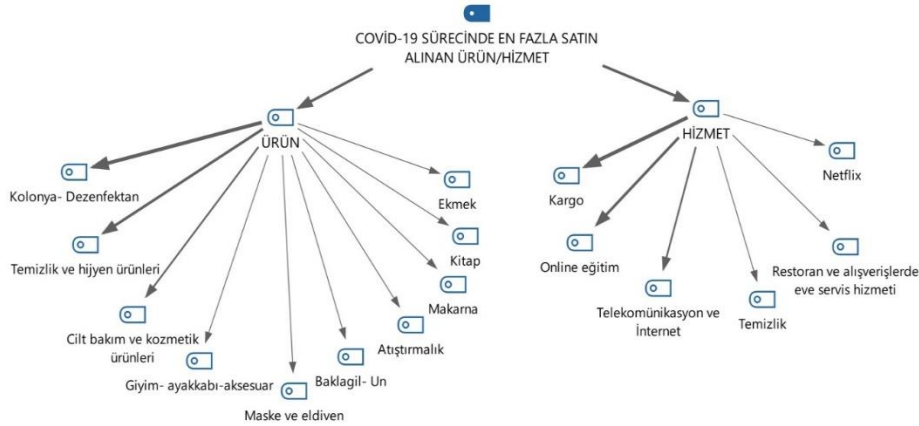 COVİD-19 SÜRECİNDE EN FAZLA SATIN
ALINAN ÜRÜN/HİZMET
ÜRÜN
Kolonya- Dezenfektan
Temizlik ve hijyen ürünleri
Cilt bakım ve kozmetik
ürünleri
Giyim- ayakkabı-aksesuar
Maske ve eldiven
Baklagil- Un
Atıştırmalık
Makarna
Kitap
Ekmek
HİZMET
Kargo
Online eğitim
Telekomünikasyon ve
İnternet
Temizlik
Restoran ve alışverişlerde
eve servis hizmeti
Netflix